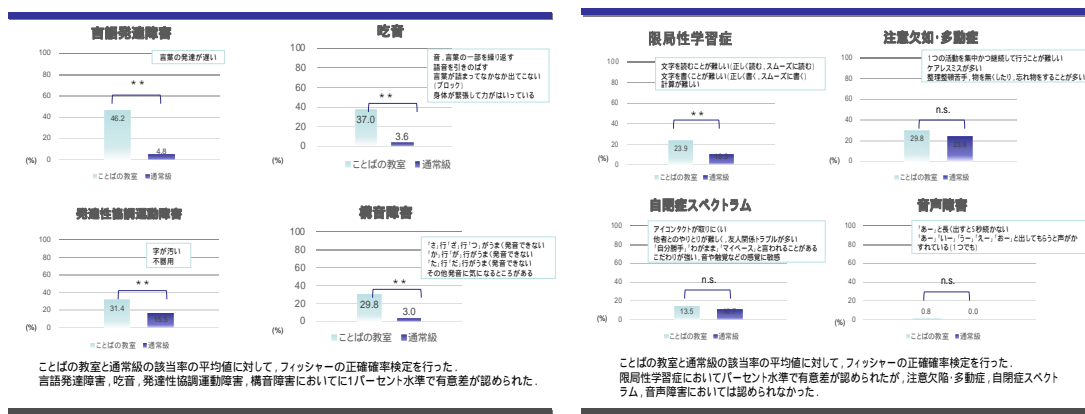 言語発達障害
100
80
60
40
20
0
(%)
言葉の発達が遅い
**
46.2
4.8
ことばの教室 通常級
吃音
100
80
60
40
20
0
(%)
音，言葉の一部を繰り返す
語音を引きのばす
言葉が詰まってなかなか出てこない
(ブロック)
身体が緊張して力がはいっている
**
37.0
3.6
ことばの教室 通常級
発達性協調運動障害
100
80
60
40
20
0
(%)
字が汚い
不器用
**
31.4
ことばの教室 通常級
構音障害
100
80
60
40
20
0
(%)
「さ」行「ざ」行「つ」がうまく発音できない
「か」行「が」行がうまく発音できない
「た」行「だ」行がうまく発音できない
その他発音に気になるところがある
**
29.8
3.0
ことばの教室 通常級
ことばの教室と通常級の該当率の平均値に対して，フィッシャーの正確確率検定を行った．
言語発達障害，吃音，発達性協調運動障害，構音障害においてに1パーセント水準で有意差が認められた．
限局性学習症
100
80
60
40
20
0
(%)
文字を読むことが難しい(正しく読む、スムーズに読む)
文字を書くことが難しい(正しく書く、スムーズに書く)
計算が難しい
**
23.9
ことばの教室 通常級
注意欠如・多動症
100
80
60
40
20
0
(%)
1つの活動を集中かつ継続して行うことが難しい
ケアレスミスが多い
整理整頓苦手，物を無くしたり，忘れ物をすることが多い
n.s.
29.8
ことばの教室 通常級
自閉症スペクトラム
100
80
60
40
20
0
(%)
アイコンタクトが取りにくい
他者とのやりとりが難しく、友人関係トラブルが多い
「自分勝手」「わがまま」「マイペース」と言われることがある
こだわりが強い、音や触覚などの感覚に敏感
n.s.
13.5
ことばの教室 通常級
音声障害
100
80
60
40
20
0
(%)
「あー」と長く出すと5秒続かない
「あー」「いー」「うー」「えー」「おー」と出してもらうと声がか
すれている(1つでも)
n.s.
0.8
0.0
ことばの教室 通常級
ことばの教室と通常級の該当率の平均値に対して，フィッシャーの正確確率検定を行った．
限局性学習症においてパーセント水準で有意差が認められたが，注意欠陥・多動症，自閉症スペクト
ラム，音声障害においては認められなかった．